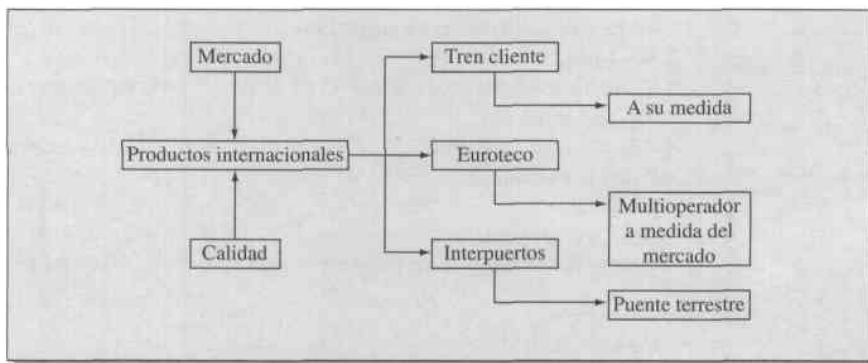 Mercado
Tren cliente
A su medida
Productos internacionales
Euroteco
Multioperador
a medida del
mercado
Calidad
Interpuertos
Puente terrestre